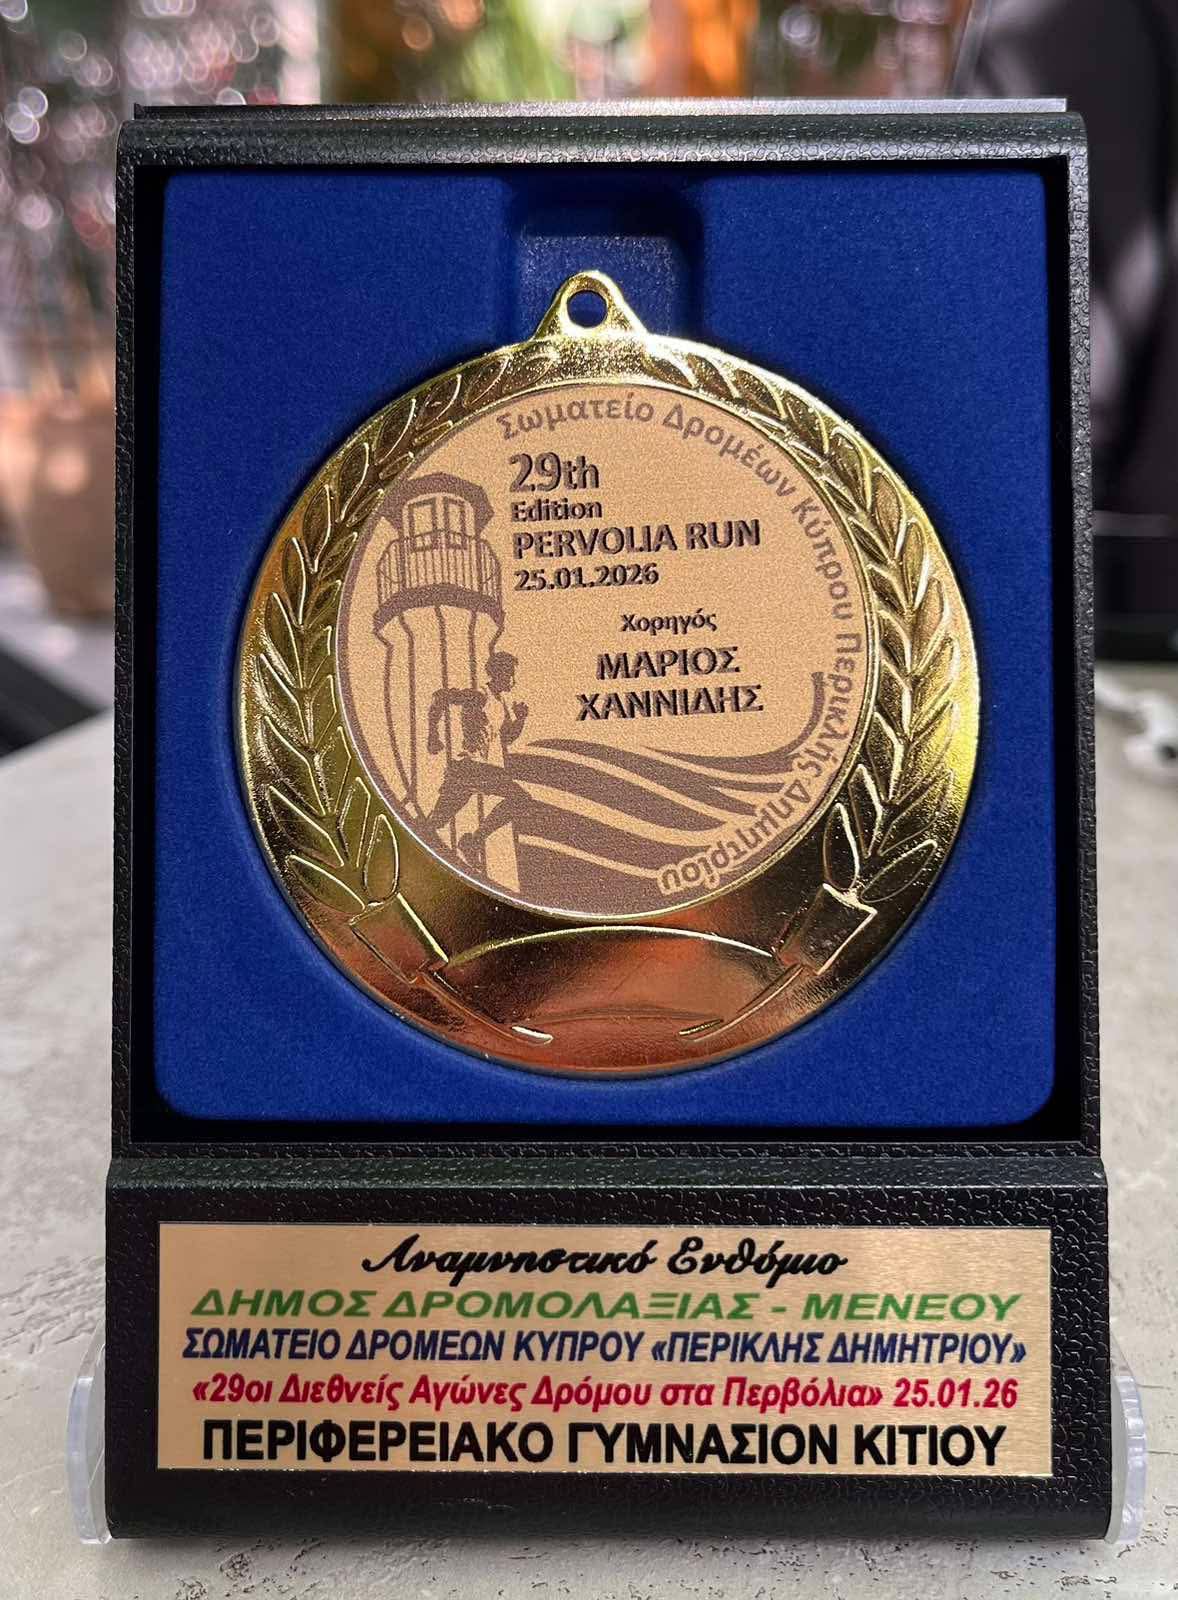 Σωματείο Δρομέων Κύπρου Περικλής Δημητρίου
29th
Edition
PERVOLIA RUN
25.01.2026
Χορηγός
ΜΑΡΙΟΣ
ΧΑΝΝΙΔΗΣ
Αναμνηστικό Ενθύμιο
ΔΗΜΟΣ ΔΡΟΜΟΛΑΞΙΑΣ - ΜΕΝΕΟΥ
ΣΩΜΑΤΕΙΟ ΔΡΟΜΕΩΝ ΚΥΠΡΟΥ «ΠΕΡΙΚΛΗΣ ΔΗΜΗΤΡΙΟΥ»
«29οι Διεθνείς Αγώνες Δρόμου στα Περβόλια» 25.01.26
ΠΕΡΙΦΕΡΕΙΑΚΟ ΓΥΜΝΑΣΙΟΝ ΚΙΤΙΟΥ